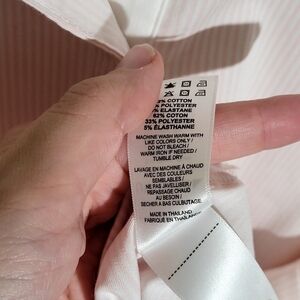 % COTTON
% POLYESTER
% ELASTANE
62% COTON
33% POLYESTER
5% ELASTHANNE
MACHINE WASH WARM WITH
LIKE COLORS ONLY /
DO NOT BLEACH /
WARM IRON IF NEEDED /
TUMBLE DRY
LAVAGE EN MACHINE À CHAUD
AVEC DES COULEURS
SEMBLABLES /
NE PAS JAVELLISER /
REPASSAGE CHAUD
AU BESOIN /
SECHER À BAS CULBUTAGE
MADE IN THAILAND
FABRIQUÉ EN THAÏLANDE